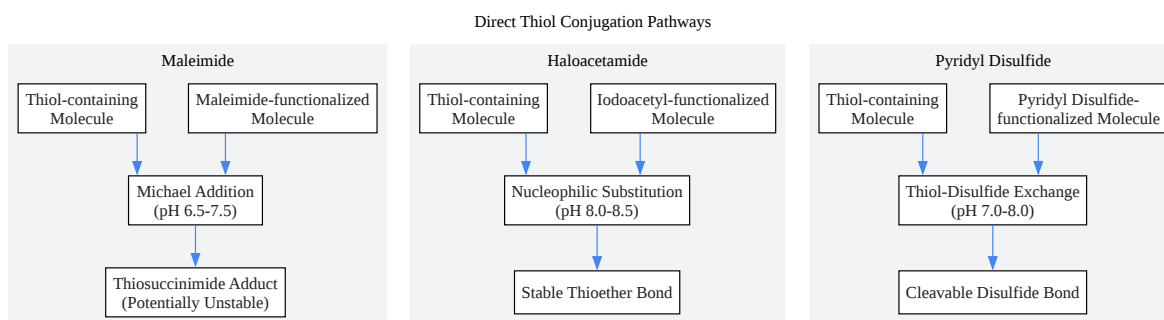 Direct Thiol Conjugation Pathways
Maleimide
Thiol-containing
Molecule
Maleimide-functionalized
Molecule
Michael Addition
(pH 6.5-7.5)
Thiosuccinimide Adduct
(Potentially Unstable)
Haloacetamide
Thiol-containing
Molecule
Iodoacetyl-functionalized
Molecule
Nucleophilic Substitution
(pH 8.0-8.5)
Stable Thioether Bond
Pyridyl Disulfide
Thiol-containing
Molecule
Pyridyl Disulfide-
functionalized Molecule
Thiol-Disulfide Exchange
(pH 7.0-8.0)
Cleavable Disulfide Bond